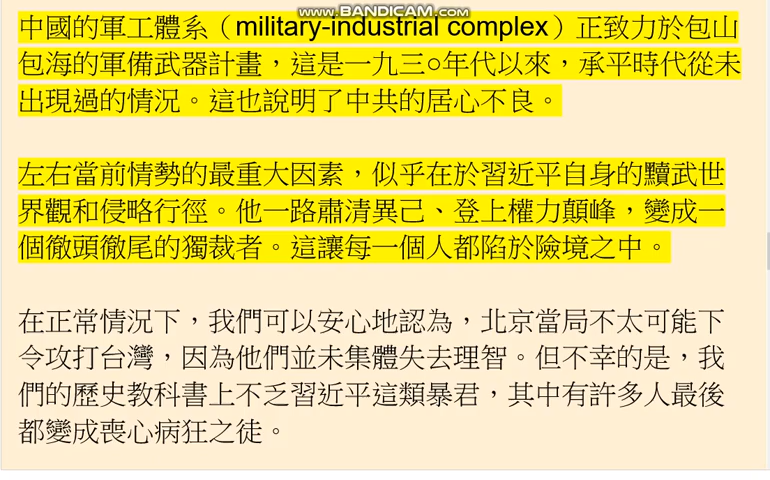 WWW.BANDICAM.COM
中國的軍工體系（military-industrial complex）正致力於包山
包海的軍備武器計畫，這是一九三○年代以來，承平時代從未
出現過的情況。這也說明了中共的居心不良。
左右當前情勢的最重大因素，似乎在於習近平自身的黷武世
界觀和侵略行徑。他一路肅清異己、登上權力顛峰，變成一
個徹頭徹尾的獨裁者。這讓每一個人都陷於險境之中。
在正常情況下，我們可以安心地認為，北京當局不太可能下
令攻打台灣，因為他們並未集體失去理智。但不幸的是，我
們的歷史教科書上不乏習近平這類暴君，其中有許多人最後
都變成喪心病狂之徒。